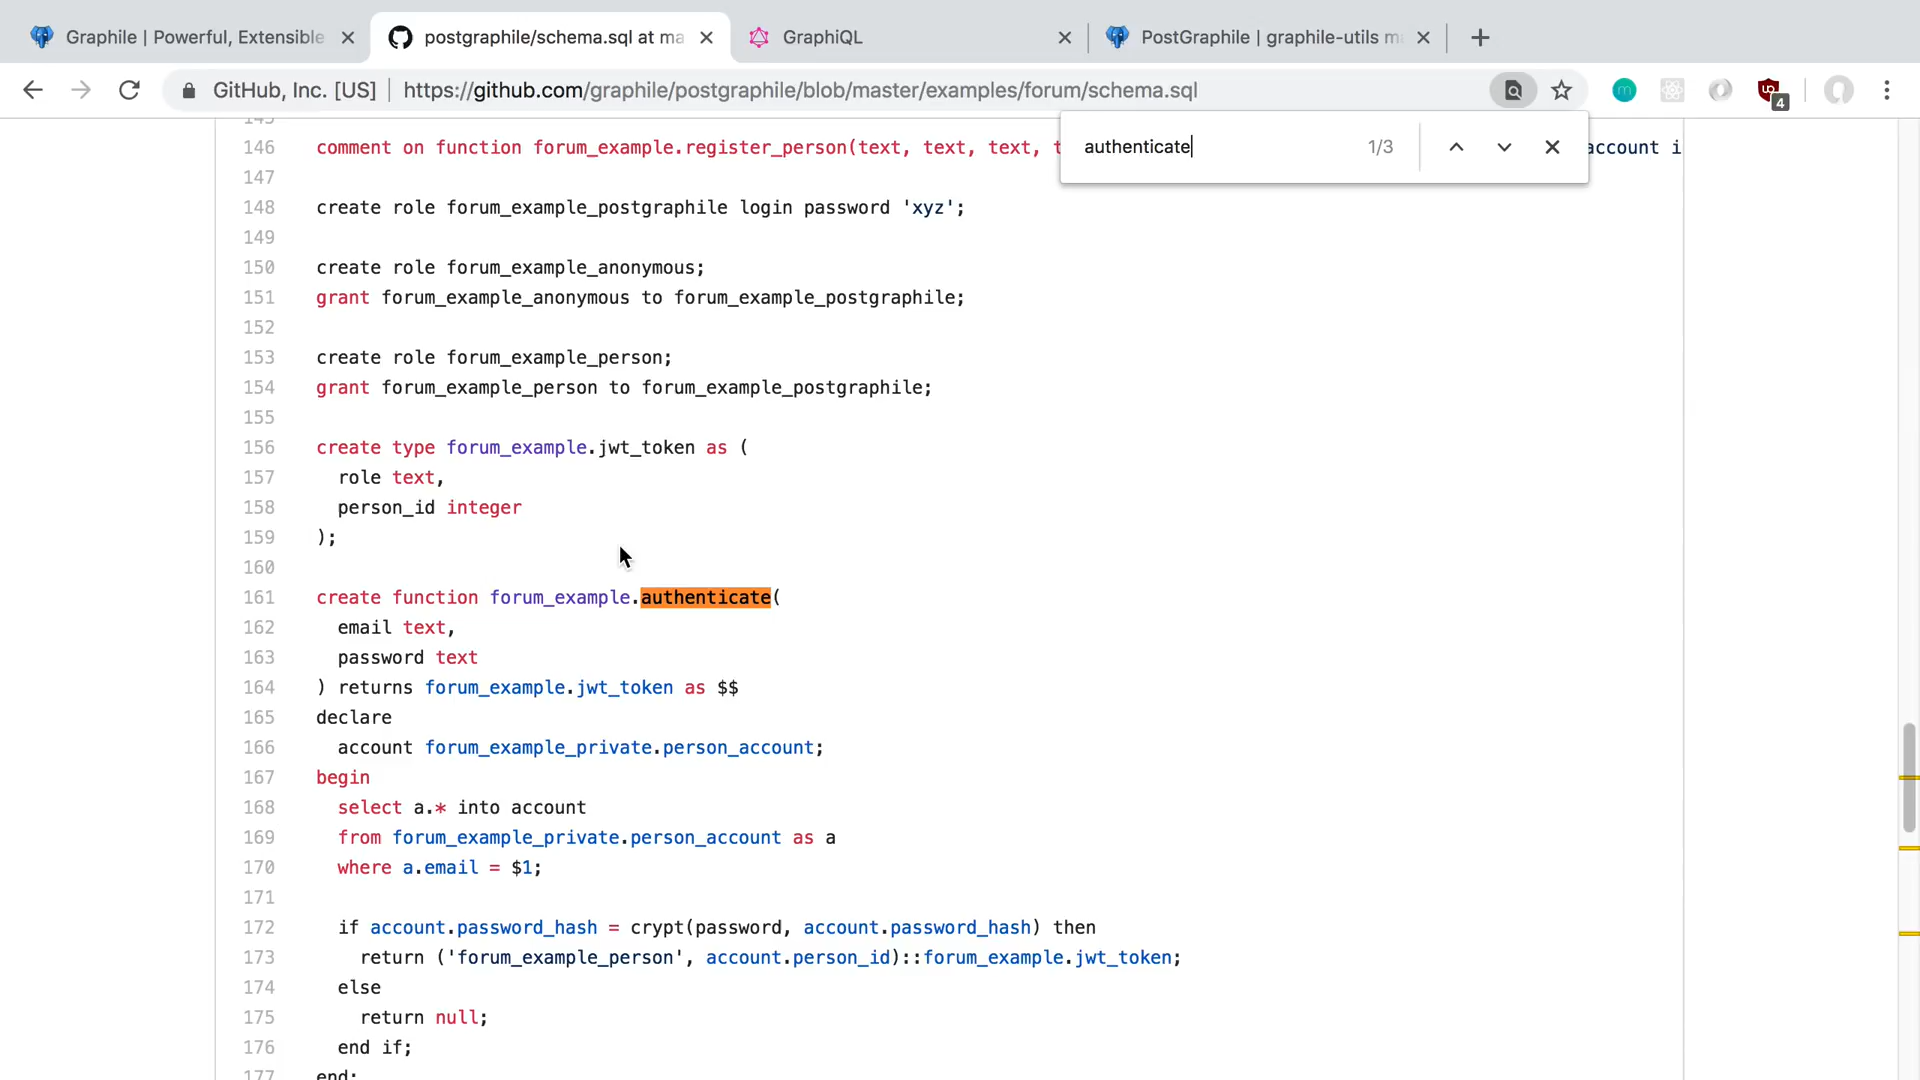 Graphile | Powerful, Extensible
postgraphile/schema.sql at ma
GraphiQL
PostGraphile | graphile-utils m
GitHub, Inc. [US] | https://github.com/graphile/postgraphile/blob/master/examples/forum/schema.sql
4
authenticate 1/3
145
146 comment on function forum_example.register_person(text, text, text, t account i
147
148 create role forum_example_postgraphile login password 'xyz';
149
150 create role forum_example_anonymous;
151 grant forum_example_anonymous to forum_example_postgraphile;
152
153 create role forum_example_person;
154 grant forum_example_person to forum_example_postgraphile;
155
156 create type forum_example.jwt_token as (
157 role text,
158 person_id integer
159 );
160
161 create function forum_example.authenticate(
162 email text,
163 password text
164 ) returns forum_example.jwt_token as $$
165 declare
166 account forum_example_private.person_account;
167 begin
168 select a.* into account
169 from forum_example_private.person_account as a
170 where a.email = $1;
171
172 if account.password_hash = crypt(password, account.password_hash) then
173 return ('forum_example_person', account.person_id)::forum_example.jwt_token;
174 else
175 return null;
176 end if;
177 end;